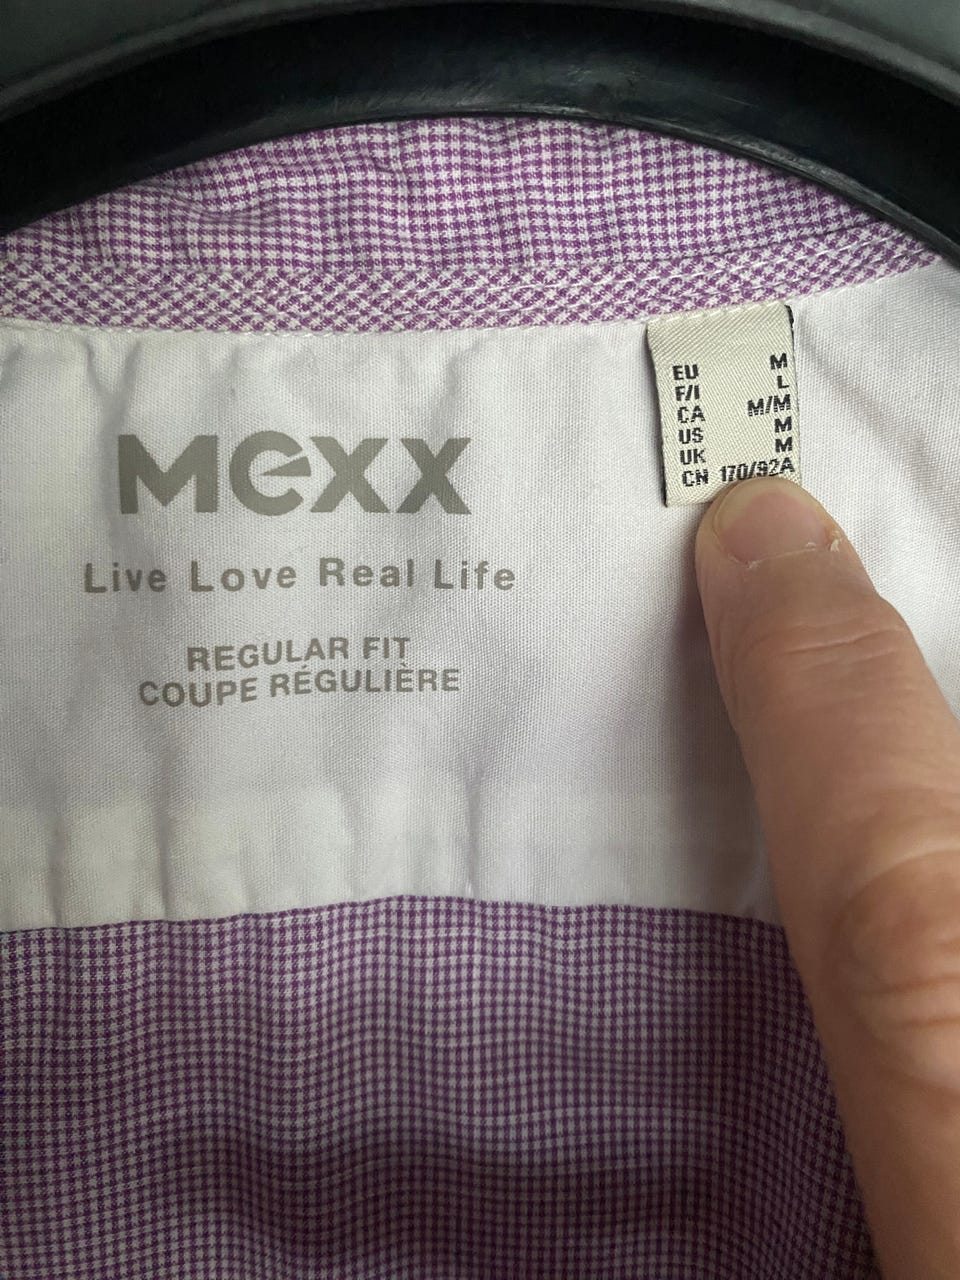 mexx
Live Love Real Life
REGULAR FIT
COUPE RÉGULIÈRE
EU M
F/I L
CA M/M
US M
UK M
CN 170/92A